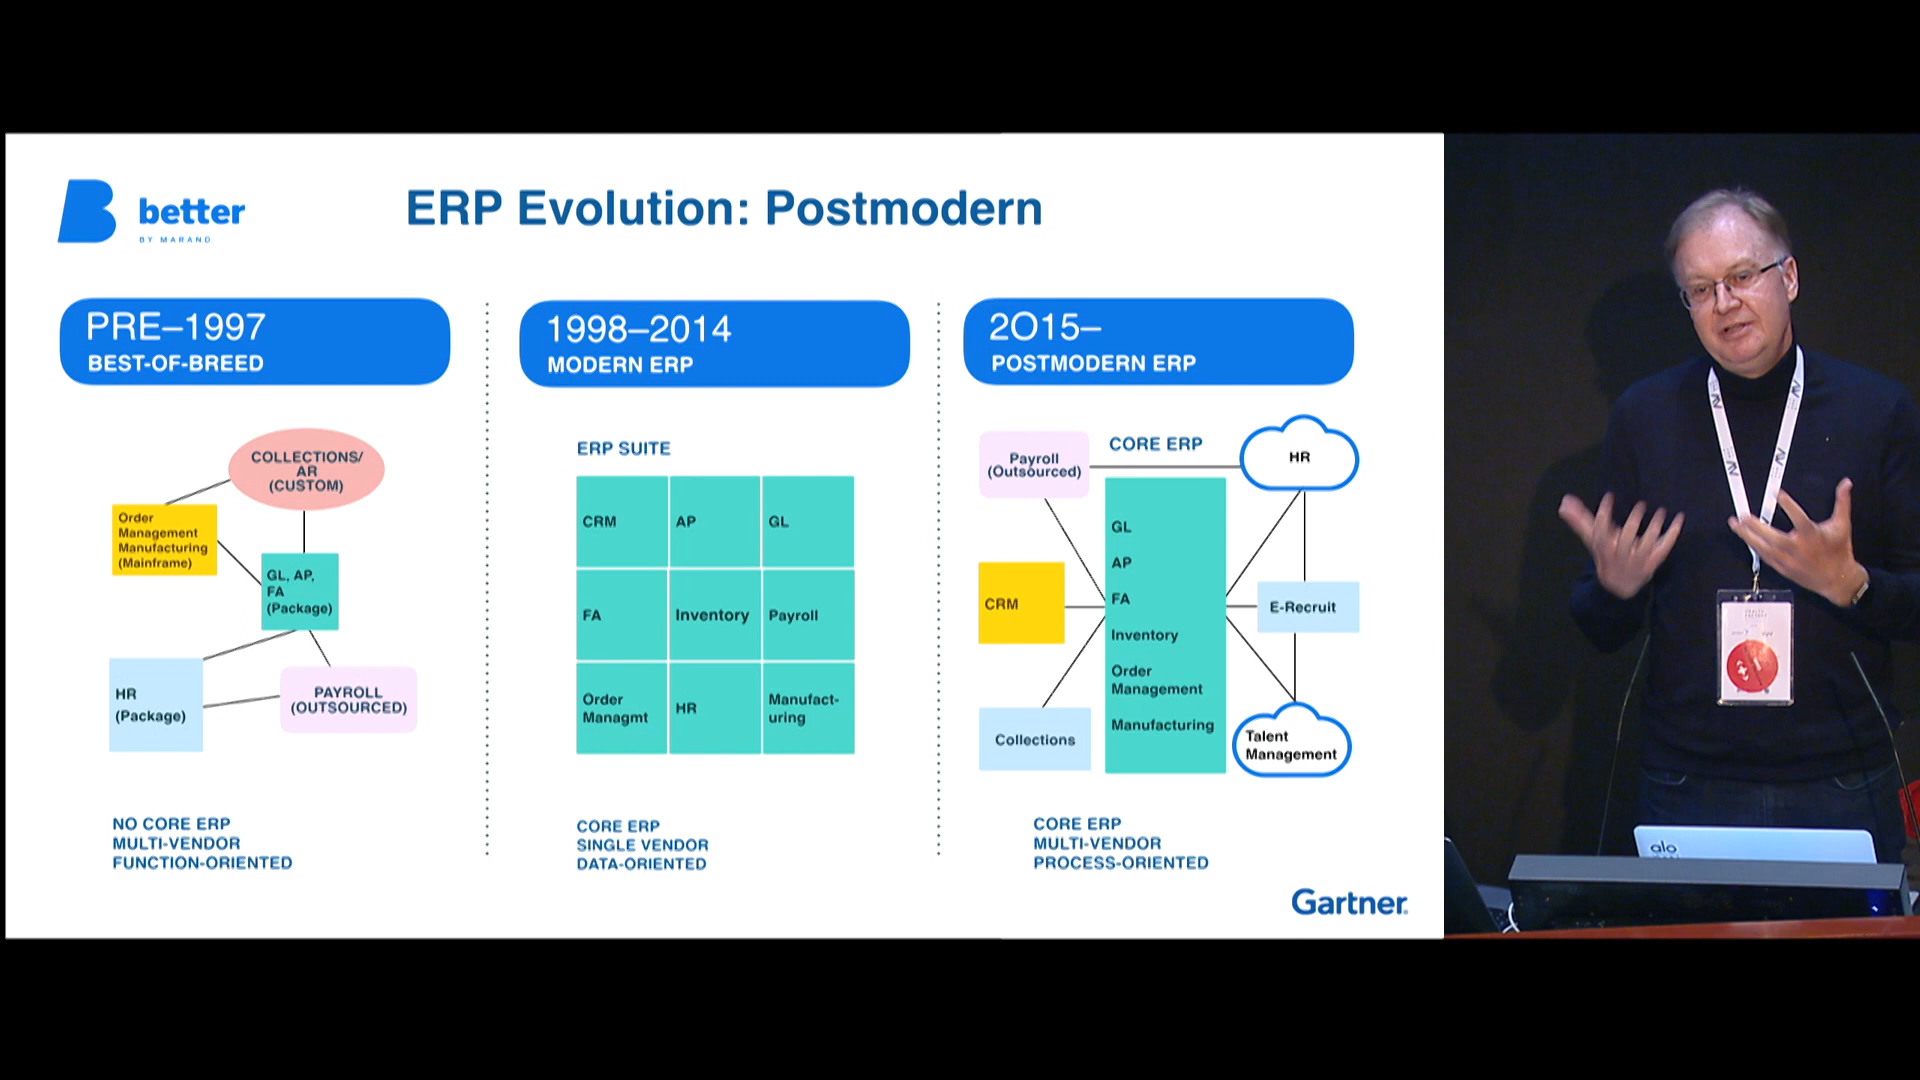 better
BY MARAND
ERP Evolution: Postmodern
PRE–1997
BEST-OF-BREED
COLLECTIONS/
AR
(CUSTOM)
Order
Management
Manufacturing
(Mainframe)
GL, AP,
FA
(Package)
HR
(Package)
PAYROLL
(OUTSOURCED)
NO CORE ERP
MULTI-VENDOR
FUNCTION-ORIENTED
1998–2014
MODERN ERP
ERP SUITE
CRM
AP
GL
FA
Inventory
Payroll
Order
Managmt
HR
Manufact-
uring
CORE ERP
SINGLE VENDOR
DATA-ORIENTED
2015–
POSTMODERN ERP
Payroll
(Outsourced)
CORE ERP
HR
GL
AP
FA
Inventory
Order
Management
Manufacturing
CRM
E-Recruit
Collections
Talent
Management
CORE ERP
MULTI-VENDOR
PROCESS-ORIENTED
Gartner
alo